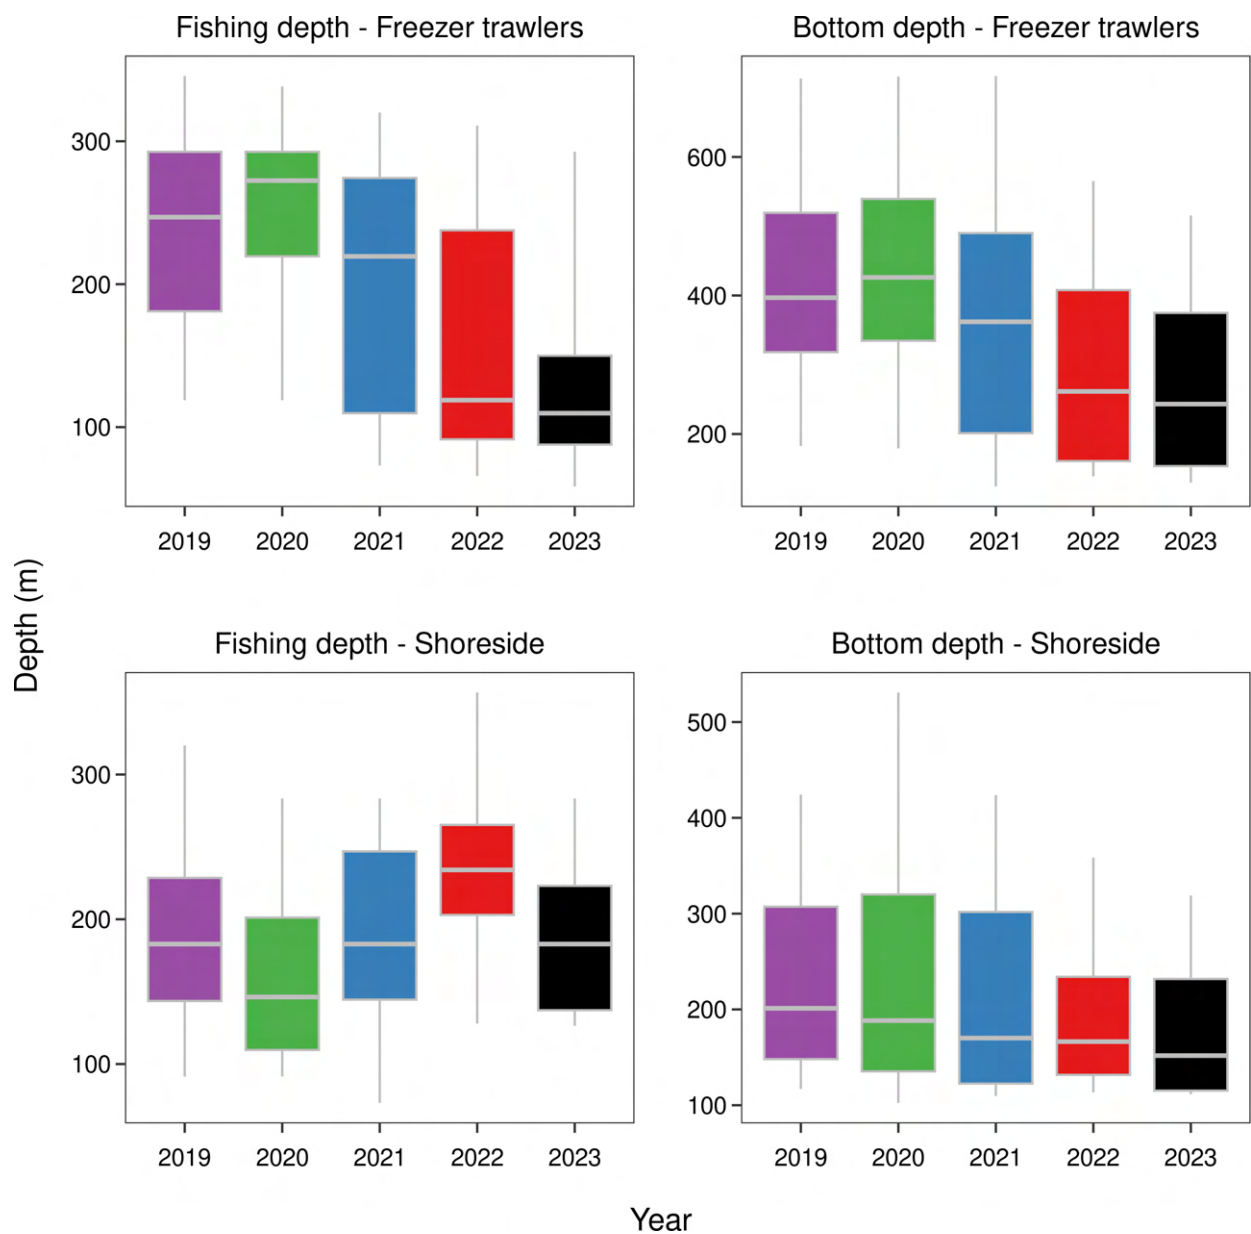 Fishing depth - Freezer trawlers
300
200
100
2019 2020 2021 2022 2023
Bottom depth - Freezer trawlers
600
400
200
2019 2020 2021 2022 2023
Depth (m)
Fishing depth - Shoreside
300
200
100
2019 2020 2021 2022 2023
Bottom depth - Shoreside
500
400
300
200
100
2019 2020 2021 2022 2023
Year